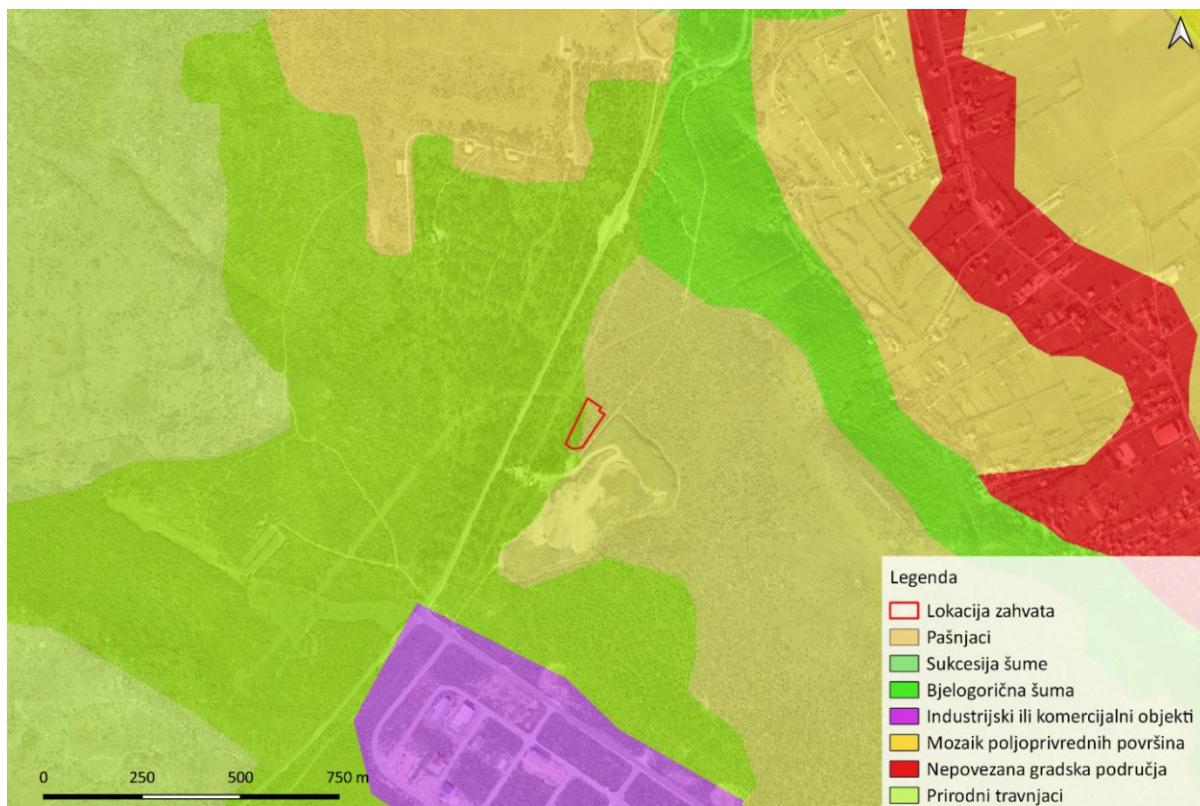 Legenda
Lokacija zahvata
Pašnjaci
Sukcesija šume
Bjelogorična šuma
Industrijski ili komercijalni objekti
Mozaik poljoprivrednih površina
Nepovezana gradska područja
Prirodni travnjaci
0 250 500 750 m